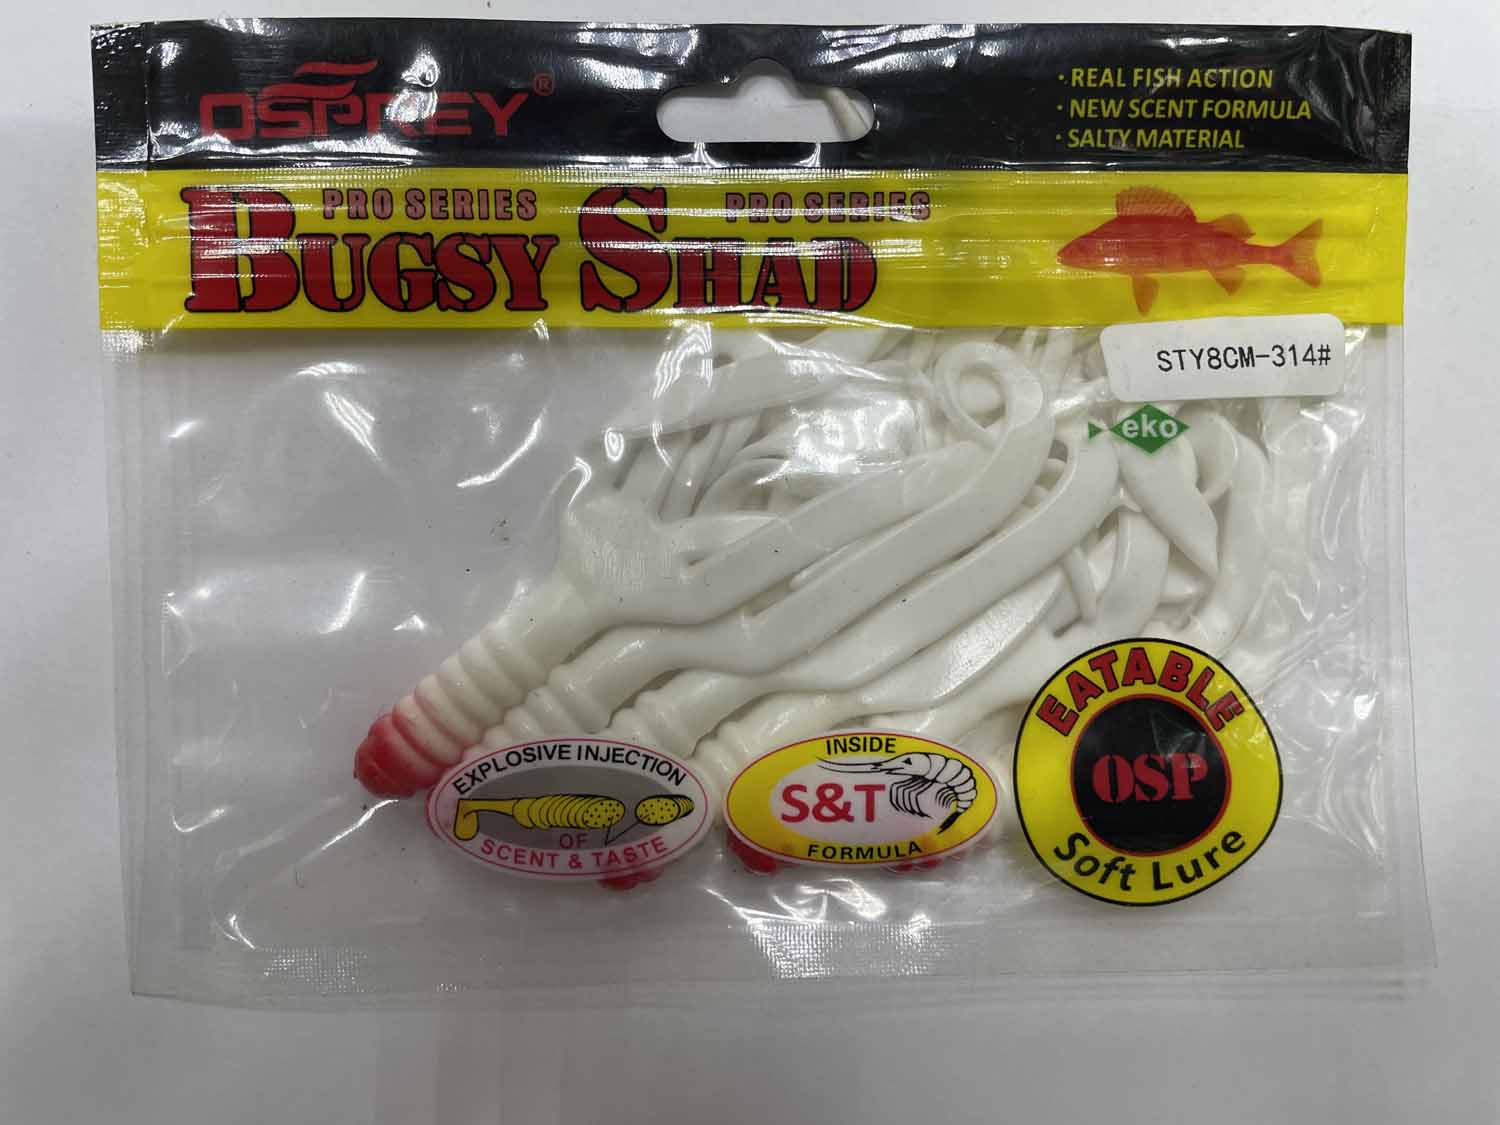 OSPREY®
· REAL FISH ACTION
· NEW SCENT FORMULA
· SALTY MATERIAL
PRO SERIES PRO SERIES
BUGSY SHAD
STY8CM-314#
eko
EXPLOSIVE INJECTION
OF
SCENT & TASTE
INSIDE
S&T
FORMULA
EATABLE
OSP
Soft Lure